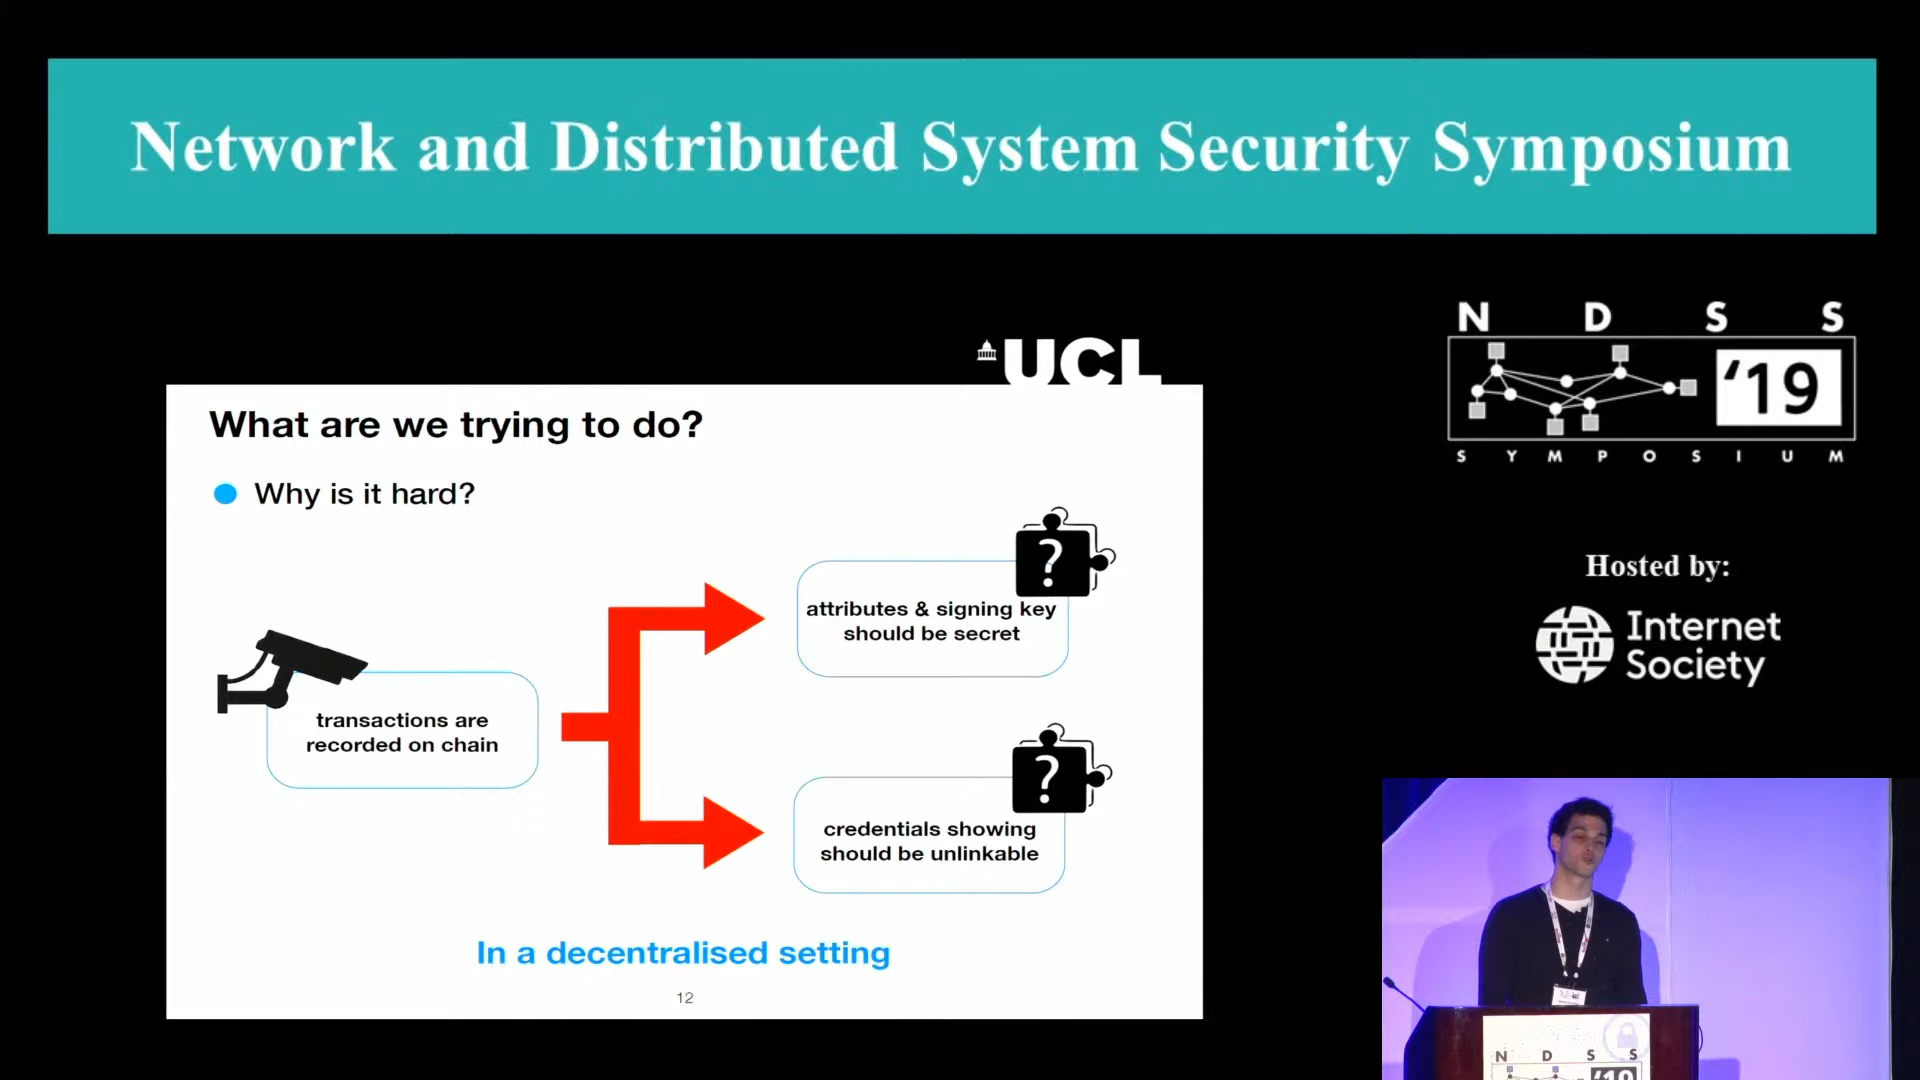 Network and Distributed System Security Symposium
N D S S
'19
S Y M P O S I U M
UCL
What are we trying to do?
Why is it hard?
?
attributes & signing key
should be secret
transactions are
recorded on chain
?
credentials showing
should be unlinkable
In a decentralised setting
12
Hosted by:
Internet
Society
N D S S
'19